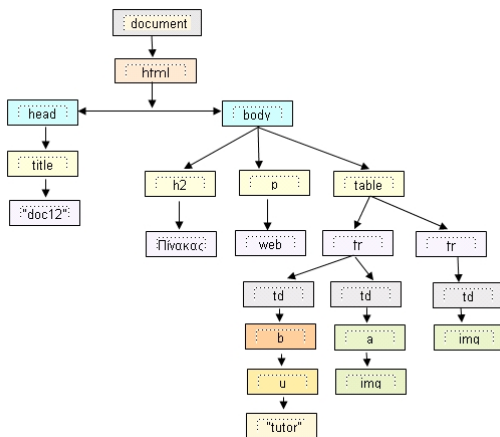 document
html
head
body
title
h2
p
table
"doc12"
Πίνακας
web
tr
tr
td
td
td
b
a
img
u
img
"tutor"